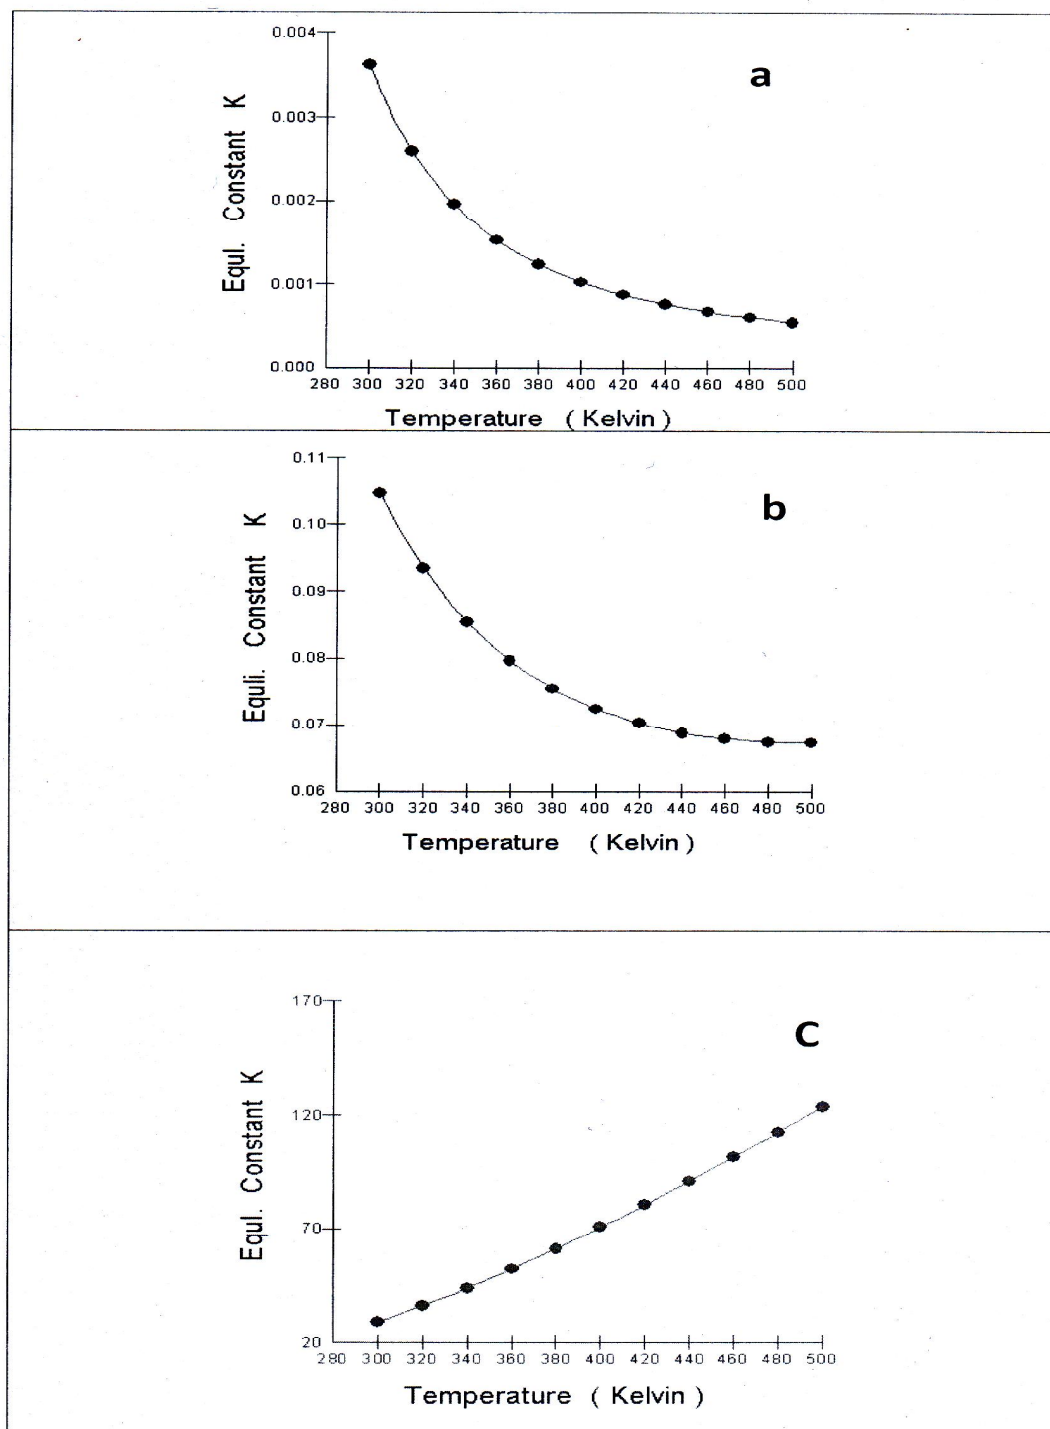 a
Equl. Constant K
0.004
0.003
0.002
0.001
0.000
280 300 320 340 360 380 400 420 440 460 480 500
Temperature ( Kelvin )
b
Equli. Constant K
0.11
0.10
0.09
0.08
0.07
0.06
280 300 320 340 360 380 400 420 440 460 480 500
Temperature ( Kelvin )
C
Equl. Constant K
170
120
70
20
280 300 320 340 360 380 400 420 440 460 480 500
Temperature ( Kelvin )